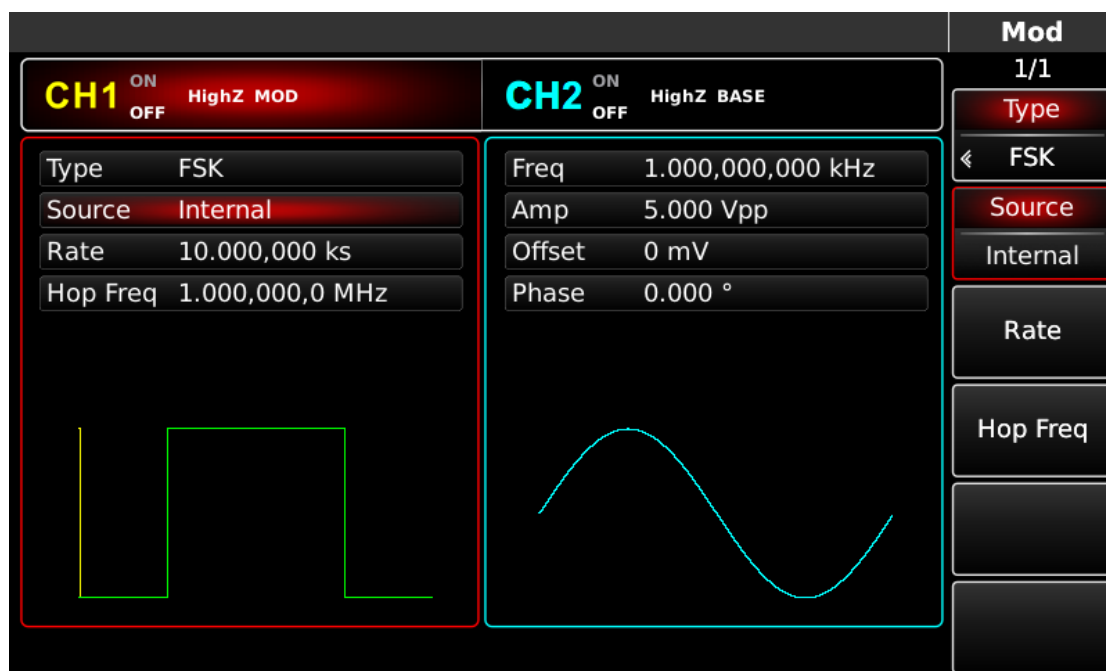 Mod
1/1
CH1 ON OFF HighZ MOD
CH2 ON OFF HighZ BASE
Type FSK
Source Internal
Rate 10.000,000 ks
Hop Freq 1.000,000,0 MHz
Freq 1.000,000,000 kHz
Amp 5.000 Vpp
Offset 0 mV
Phase 0.000 °
Type
FSK
Source
Internal
Rate
Hop Freq